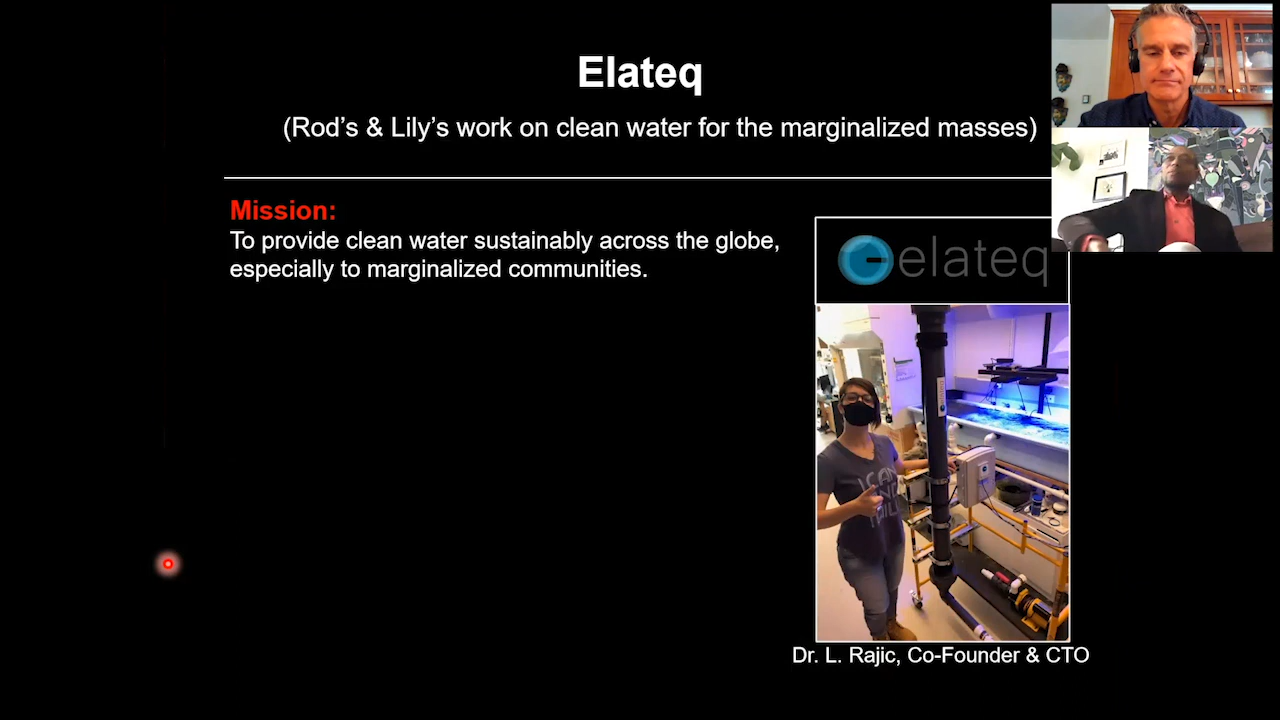 Elateq
(Rod's & Lily's work on clean water for the marginalized masses)
Mission:
To provide clean water sustainably across the globe,
especially to marginalized communities.
elateq
I CAN
Dr. L. Rajic, Co-Founder & CTO